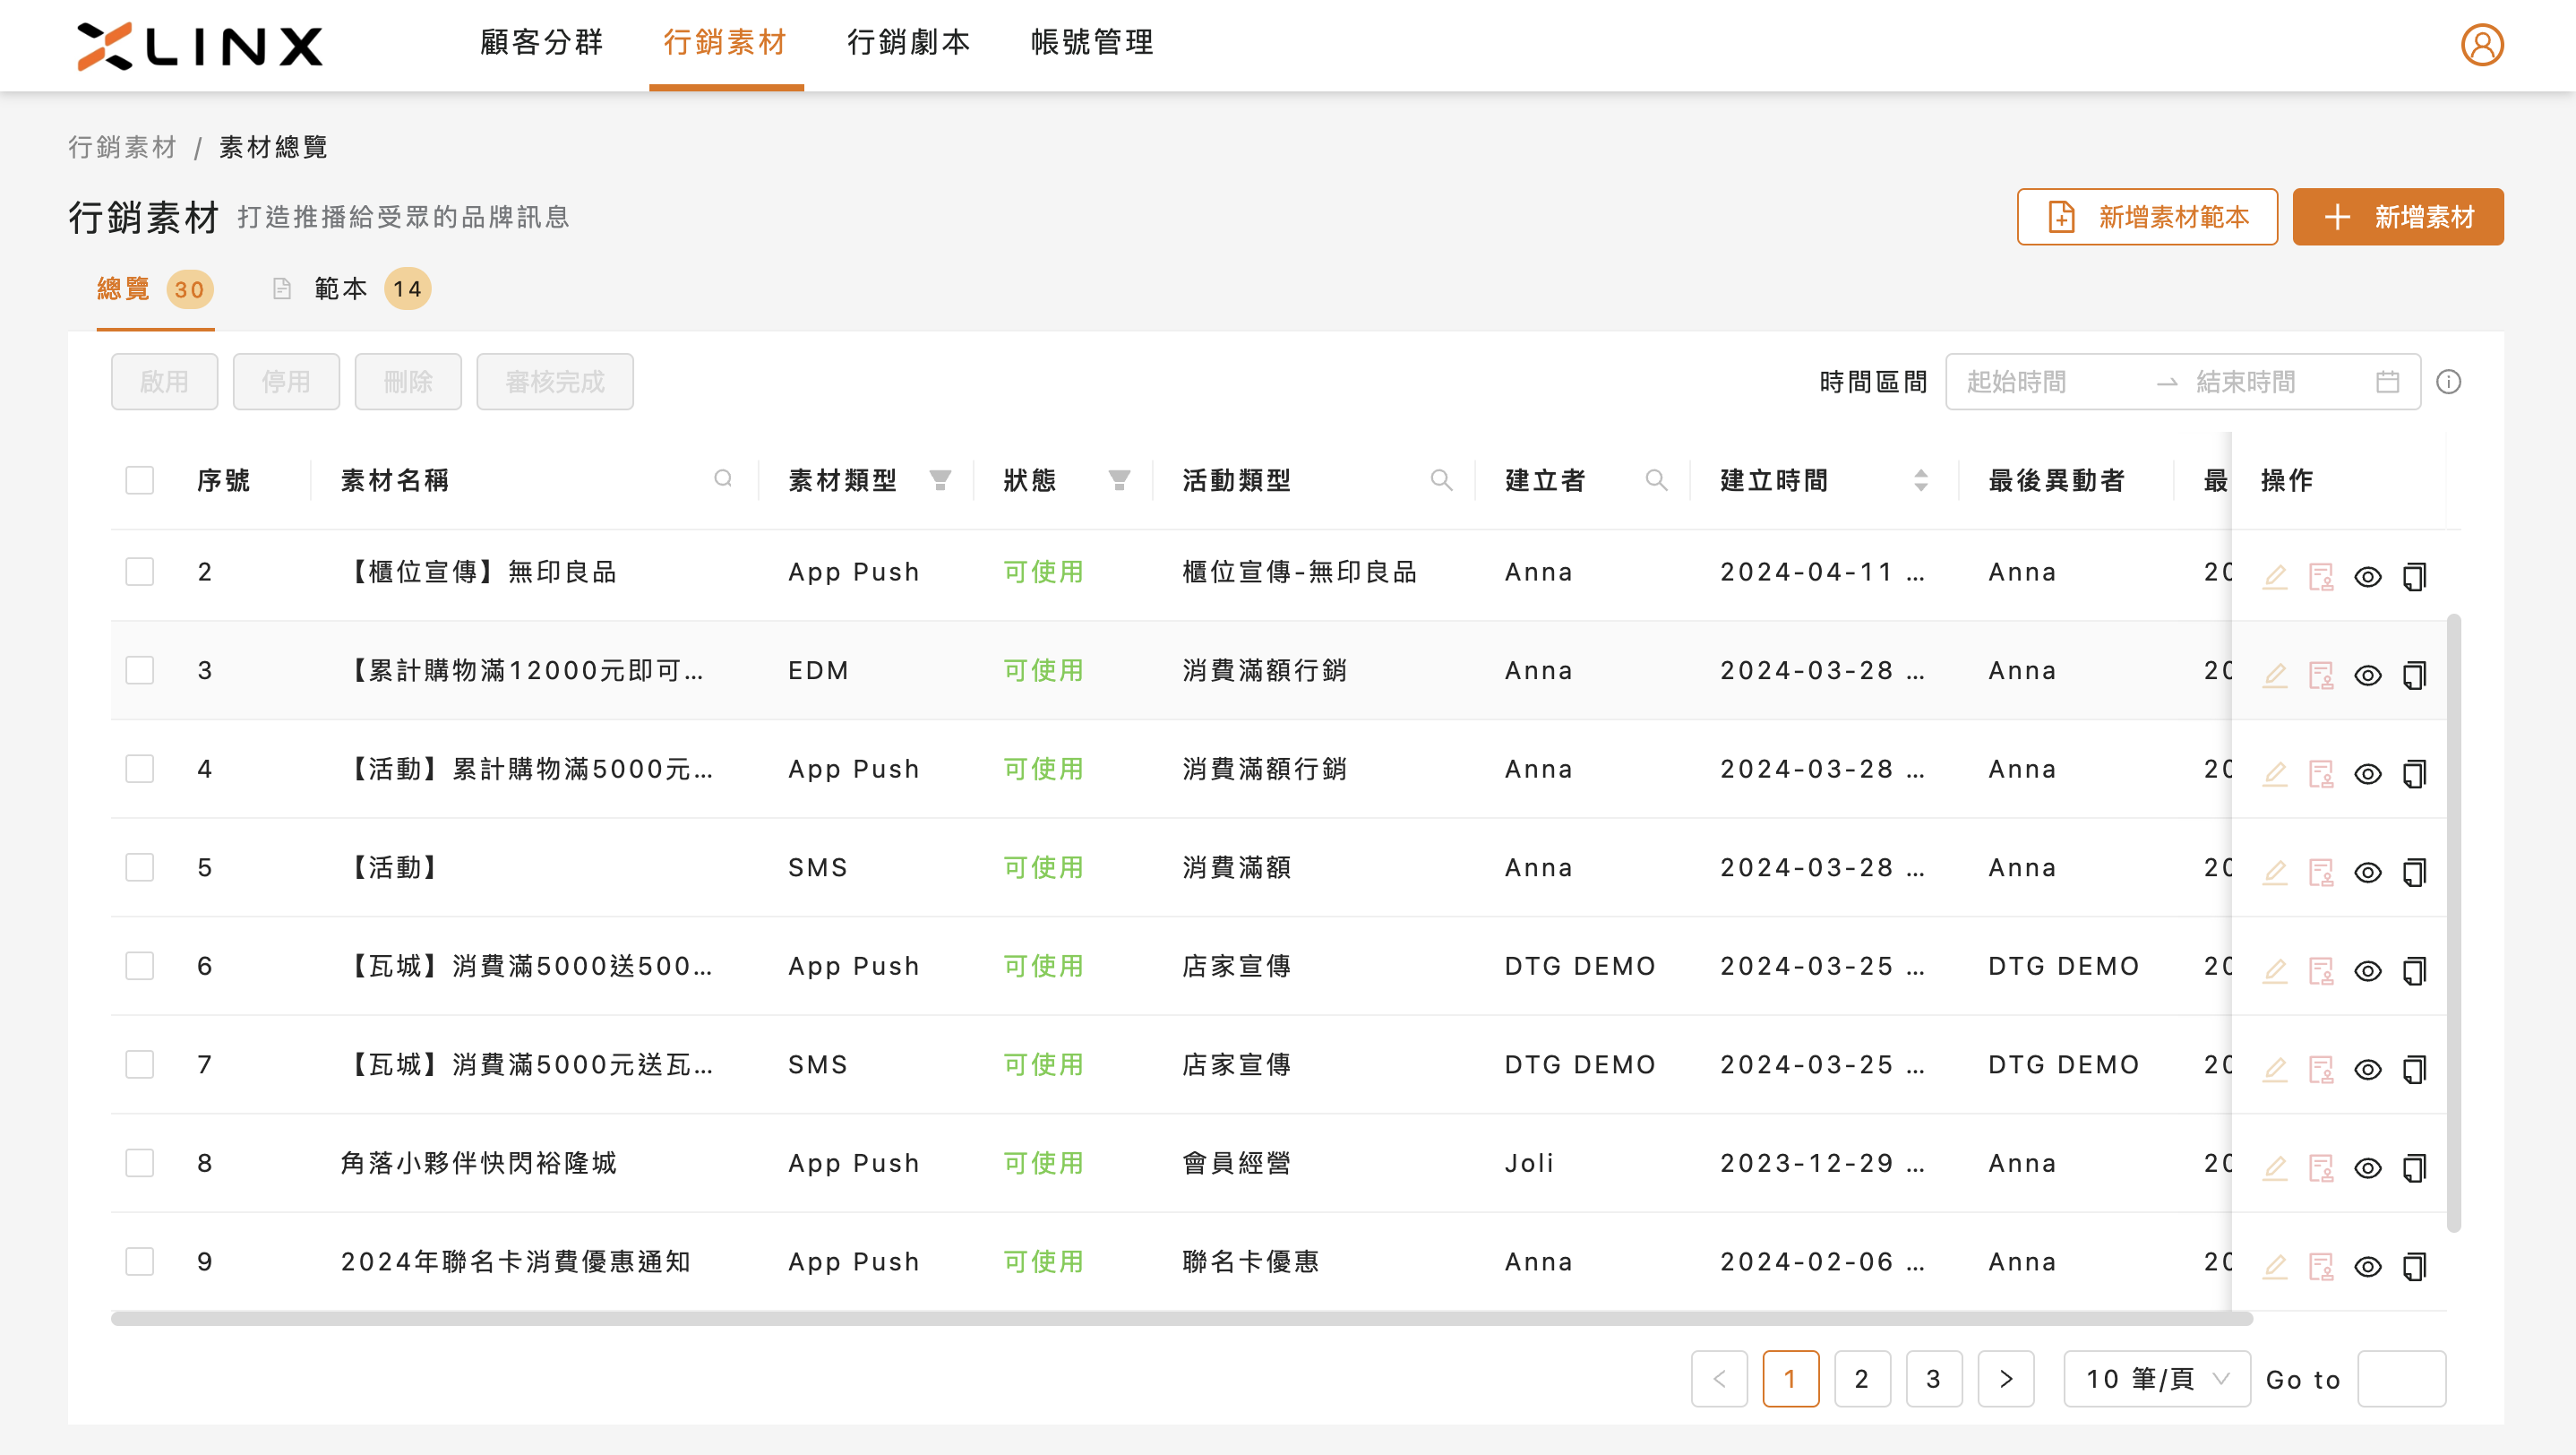 XLINX 顧客分群 行銷素材 行銷劇本 帳號管理
行銷素材 / 素材總覽
行銷素材 打造推播給受眾的品牌訊息 新增素材範本 新增素材
總覽 30 範本 14
啟用 停用 刪除 審核完成 時間區間 起始時間 結束時間
序號 素材名稱 素材類型 狀態 活動類型 建立者 建立時間 最後異動者 最 操作
2 【櫃位宣傳】無印良品 App Push 可使用 櫃位宣傳-無印良品 Anna 2024-04-11 ... Anna 20
3 【累計購物滿12000元即可... EDM 可使用 消費滿額行銷 Anna 2024-03-28 ... Anna 20
4 【活動】累計購物滿5000元... App Push 可使用 消費滿額行銷 Anna 2024-03-28 ... Anna 20
5 【活動】 SMS 可使用 消費滿額 Anna 2024-03-28 ... Anna 20
6 【瓦城】消費滿5000送500... App Push 可使用 店家宣傳 DTG DEMO 2024-03-25 ... DTG DEMO 20
7 【瓦城】消費滿5000元送瓦... SMS 可使用 店家宣傳 DTG DEMO 2024-03-25 ... DTG DEMO 20
8 角落小夥伴快閃裕隆城 App Push 可使用 會員經營 Joli 2023-12-29 ... Anna 20
9 2024年聯名卡消費優惠通知 App Push 可使用 聯名卡優惠 Anna 2024-02-06 ... Anna 20
< 1 2 3 > 10 筆/頁 Go to